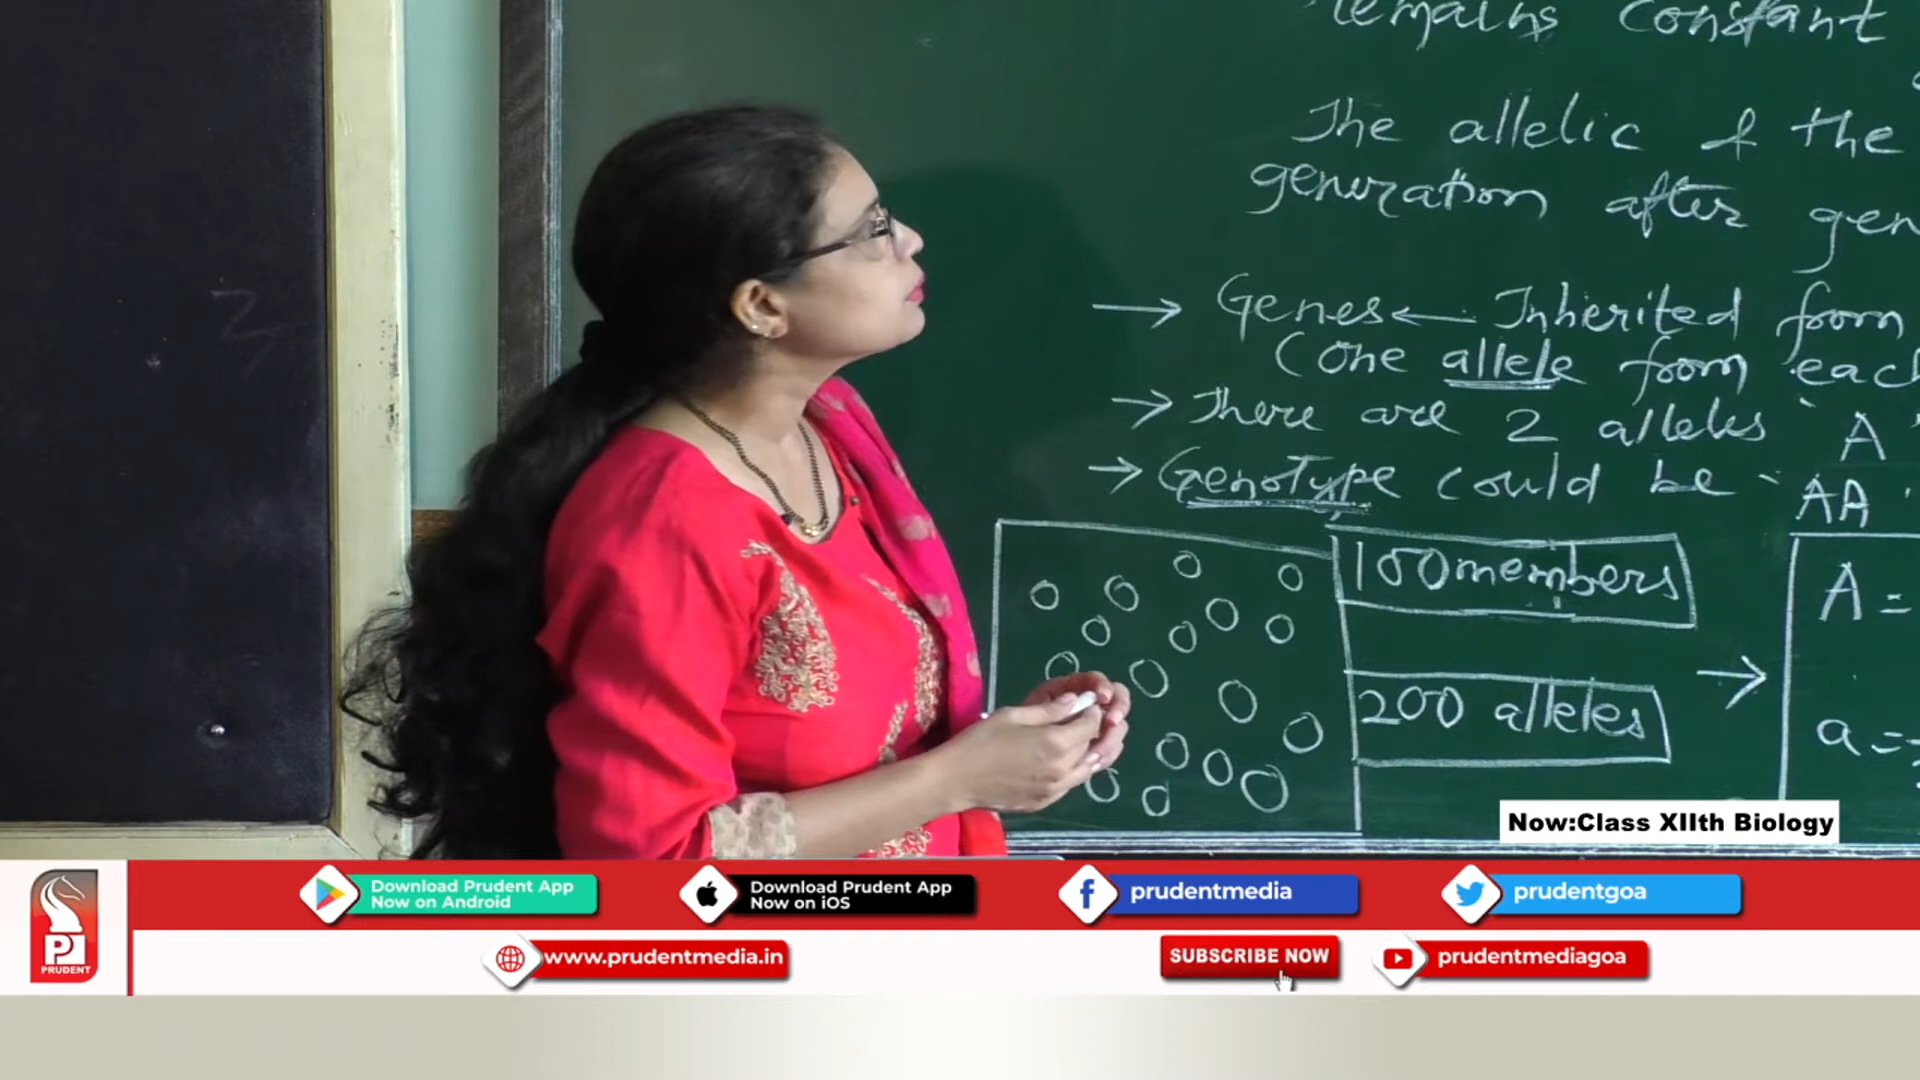 remains constant
The allelic f the
generation after gen
→ Genes ← Inherited from
(One allele from each
→ There are 2 alleles "A"
→ Genotype could be "AA"
100 members
A =
200 alleles
→
a =
Now:Class XIIth Biology
Download Prudent App
Now on Android
Download Prudent App
Now on iOS
prudentmedia
prudentgoa
PRUDENT
www.prudentmedia.in
SUBSCRIBE NOW
prudentmediagoa